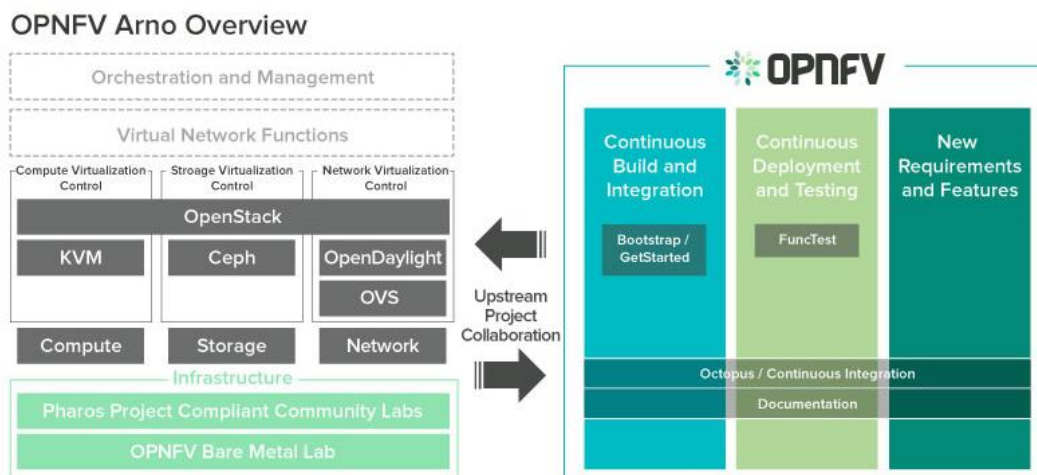 OPNFV Arno Overview
Orchestration and Management
Virtual Network Functions
Compute Virtualization
Control
Stroage Virtualization
Control
Network Virtualization
Control
OpenStack
KVM
Ceph
OpenDaylight
OVS
Compute
Storage
Network
Infrastructure
Pharos Project Compliant Community Labs
OPNFV Bare Metal Lab
Upstream
Project
Collaboration
OPNFV
Continuous
Build and
Integration
Bootstrap /
GetStarted
Continuous
Deployment
and Testing
FuncTest
New
Requirements
and Features
Octopus / Continuous Integration
Documentation